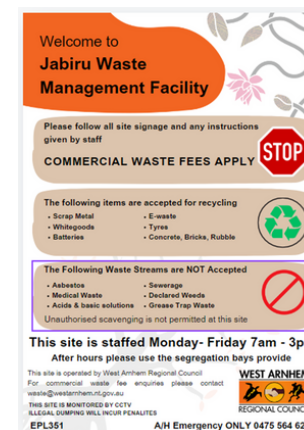 Welcome to
Jabiru Waste
Management Facility
Please follow all site signage and any instructions
given by staff
COMMERCIAL WASTE FEES APPLY
STOP
The following items are accepted for recycling
• Scrap Metal
• Whitegoods
• Batteries
• E-waste
• Tyres
• Concrete, Bricks, Rubble
The Following Waste Streams are NOT Accepted
• Asbestos
• Medical Waste
• Acids & basic solutions
• Sewerage
• Declared Weeds
• Grease Trap Waste
Unauthorised scavenging is not permitted at this site
This site is staffed Monday- Friday 7am - 3p
After hours please use the segregation bays provide
This site is operated by West Arnhem Regional Council
For commercial waste fee enquiries please contact
waste@westarnhem.nt.gov.au
THIS SITE IS MONITORED BY CCTV
ILLEGAL DUMPING WILL INCUR PENALITES
WEST ARNHEM
REGIONAL COUNCIL
EPL351
A/H Emergency ONLY 0475 564 6